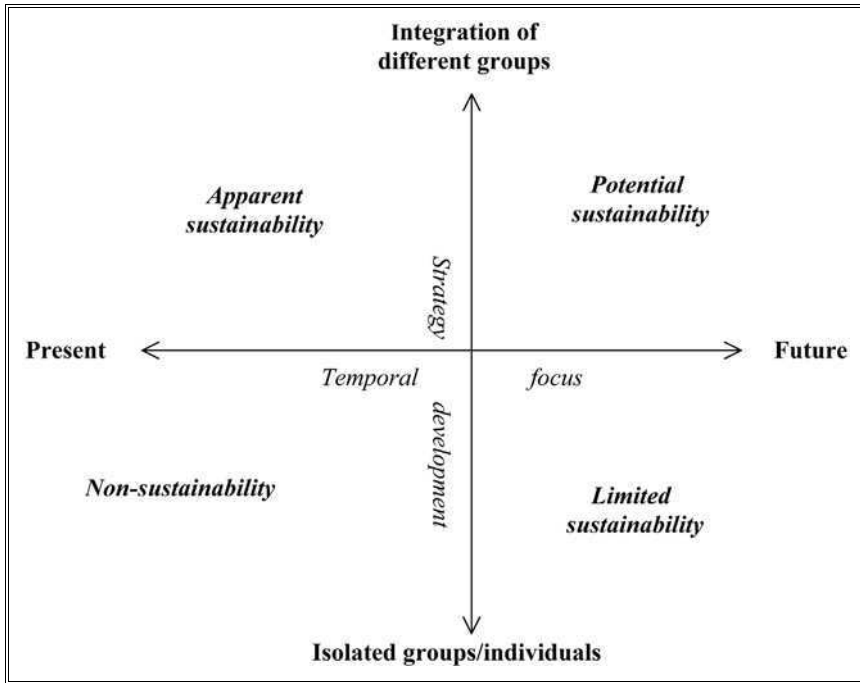 Integration of
different groups
Apparent
sustainability
Potential
sustainability
Strategy
Present
Future
Temporal
focus
development
Non-sustainability
Limited
sustainability
Isolated groups/individuals